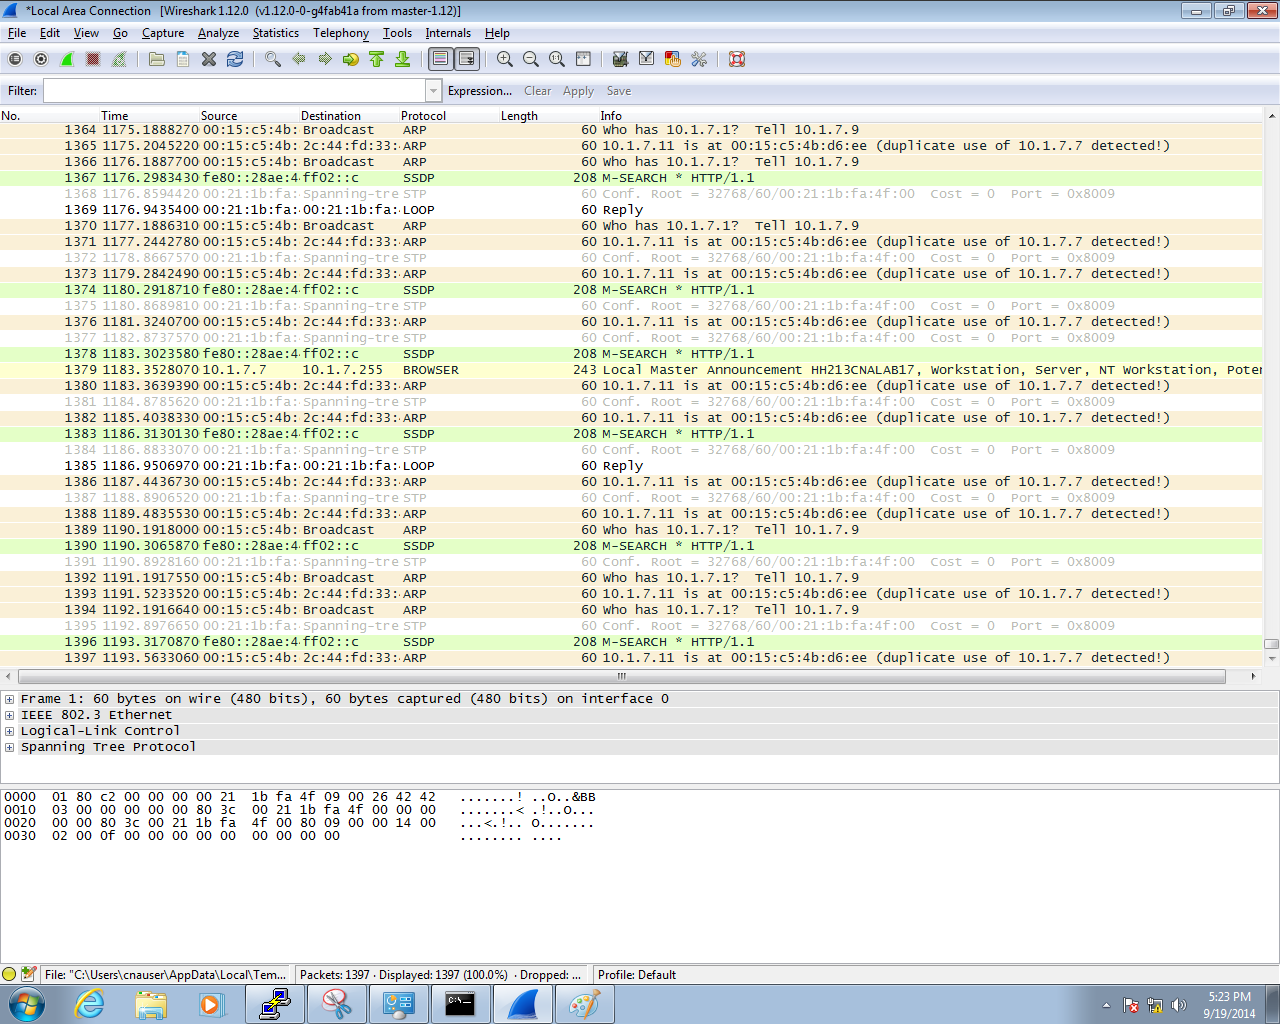 *Local Area Connection   [Wireshark 1.12.0  (v1.12.0-0-g4fab41a from master-1.12)]
File Edit View Go Capture Analyze Statistics Telephony Tools Internals Help
Filter: Expression... Clear Apply Save
No. Time Source Destination Protocol Length Info
1364 1175.1888270 00:15:c5:4b: Broadcast ARP 60 Who has 10.1.7.1?  Tell 10.1.7.9
1365 1175.2045220 00:15:c5:4b: 2c:44:fd:33: ARP 60 10.1.7.11 is at 00:15:c5:4b:d6:ee (duplicate use of 10.1.7.7 detected!)
1366 1176.1887700 00:15:c5:4b: Broadcast ARP 60 Who has 10.1.7.1?  Tell 10.1.7.9
1367 1176.2983430 fe80::28ae:4 ff02::c SSDP 208 M-SEARCH * HTTP/1.1
1368 1176.8594420 00:21:1b:fa: Spanning-tre STP 60 Conf. Root = 32768/60/00:21:1b:fa:4f:00  Cost = 0  Port = 0x8009
1369 1176.9435400 00:21:1b:fa: 00:21:1b:fa: LOOP 60 Reply
1370 1177.1886310 00:15:c5:4b: Broadcast ARP 60 Who has 10.1.7.1?  Tell 10.1.7.9
1371 1177.2442780 00:15:c5:4b: 2c:44:fd:33: ARP 60 10.1.7.11 is at 00:15:c5:4b:d6:ee (duplicate use of 10.1.7.7 detected!)
1372 1178.8667570 00:21:1b:fa: Spanning-tre STP 60 Conf. Root = 32768/60/00:21:1b:fa:4f:00  Cost = 0  Port = 0x8009
1373 1179.2842490 00:15:c5:4b: 2c:44:fd:33: ARP 60 10.1.7.11 is at 00:15:c5:4b:d6:ee (duplicate use of 10.1.7.7 detected!)
1374 1180.2918710 fe80::28ae:4 ff02::c SSDP 208 M-SEARCH * HTTP/1.1
1375 1180.8689810 00:21:1b:fa: Spanning-tre STP 60 Conf. Root = 32768/60/00:21:1b:fa:4f:00  Cost = 0  Port = 0x8009
1376 1181.3240700 00:15:c5:4b: 2c:44:fd:33: ARP 60 10.1.7.11 is at 00:15:c5:4b:d6:ee (duplicate use of 10.1.7.7 detected!)
1377 1182.8737570 00:21:1b:fa: Spanning-tre STP 60 Conf. Root = 32768/60/00:21:1b:fa:4f:00  Cost = 0  Port = 0x8009
1378 1183.3023580 fe80::28ae:4 ff02::c SSDP 208 M-SEARCH * HTTP/1.1
1379 1183.3528070 10.1.7.7 10.1.7.255 BROWSER 243 Local Master Announcement HH213CNALAB17, Workstation, Server, NT Workstation, Poter
1380 1183.3639390 00:15:c5:4b: 2c:44:fd:33: ARP 60 10.1.7.11 is at 00:15:c5:4b:d6:ee (duplicate use of 10.1.7.7 detected!)
1381 1184.8785620 00:21:1b:fa: Spanning-tre STP 60 Conf. Root = 32768/60/00:21:1b:fa:4f:00  Cost = 0  Port = 0x8009
1382 1185.4038330 00:15:c5:4b: 2c:44:fd:33: ARP 60 10.1.7.11 is at 00:15:c5:4b:d6:ee (duplicate use of 10.1.7.7 detected!)
1383 1186.3130130 fe80::28ae:4 ff02::c SSDP 208 M-SEARCH * HTTP/1.1
1384 1186.8833070 00:21:1b:fa: Spanning-tre STP 60 Conf. Root = 32768/60/00:21:1b:fa:4f:00  Cost = 0  Port = 0x8009
1385 1186.9506970 00:21:1b:fa: 00:21:1b:fa: LOOP 60 Reply
1386 1187.4436730 00:15:c5:4b: 2c:44:fd:33: ARP 60 10.1.7.11 is at 00:15:c5:4b:d6:ee (duplicate use of 10.1.7.7 detected!)
1387 1188.8906520 00:21:1b:fa: Spanning-tre STP 60 Conf. Root = 32768/60/00:21:1b:fa:4f:00  Cost = 0  Port = 0x8009
1388 1189.4835530 00:15:c5:4b: 2c:44:fd:33: ARP 60 10.1.7.11 is at 00:15:c5:4b:d6:ee (duplicate use of 10.1.7.7 detected!)
1389 1190.1918000 00:15:c5:4b: Broadcast ARP 60 Who has 10.1.7.1?  Tell 10.1.7.9
1390 1190.3065870 fe80::28ae:4 ff02::c SSDP 208 M-SEARCH * HTTP/1.1
1391 1190.8928160 00:21:1b:fa: Spanning-tre STP 60 Conf. Root = 32768/60/00:21:1b:fa:4f:00  Cost = 0  Port = 0x8009
1392 1191.1917550 00:15:c5:4b: Broadcast ARP 60 Who has 10.1.7.1?  Tell 10.1.7.9
1393 1191.5233520 00:15:c5:4b: 2c:44:fd:33: ARP 60 10.1.7.11 is at 00:15:c5:4b:d6:ee (duplicate use of 10.1.7.7 detected!)
1394 1192.1916640 00:15:c5:4b: Broadcast ARP 60 Who has 10.1.7.1?  Tell 10.1.7.9
1395 1192.8976650 00:21:1b:fa: Spanning-tre STP 60 Conf. Root = 32768/60/00:21:1b:fa:4f:00  Cost = 0  Port = 0x8009
1396 1193.3170870 fe80::28ae:4 ff02::c SSDP 208 M-SEARCH * HTTP/1.1
1397 1193.5633060 00:15:c5:4b: 2c:44:fd:33: ARP 60 10.1.7.11 is at 00:15:c5:4b:d6:ee (duplicate use of 10.1.7.7 detected!)
Frame 1: 60 bytes on wire (480 bits), 60 bytes captured (480 bits) on interface 0
IEEE 802.3 Ethernet
Logical-Link Control
Spanning Tree Protocol
0000  01 80 c2 00 00 00 00 21  1b fa 4f 09 00 26 42 42   .......! ..O..&BB
0010  03 00 00 00 00 00 80 3c  00 21 1b fa 4f 00 00 00   .......< .!..O...
0020  00 00 80 3c 00 21 1b fa  4f 00 80 09 00 00 14 00   ...<.!.. O.......
0030  02 00 0f 00 00 00 00 00  00 00 00 00   ........ ....
File: "C:\Users\cnauser\AppData\Local\Tem... Packets: 1397 · Displayed: 1397 (100.0%)  · Dropped: ... Profile: Default
C:\_
5:23 PM
9/19/2014